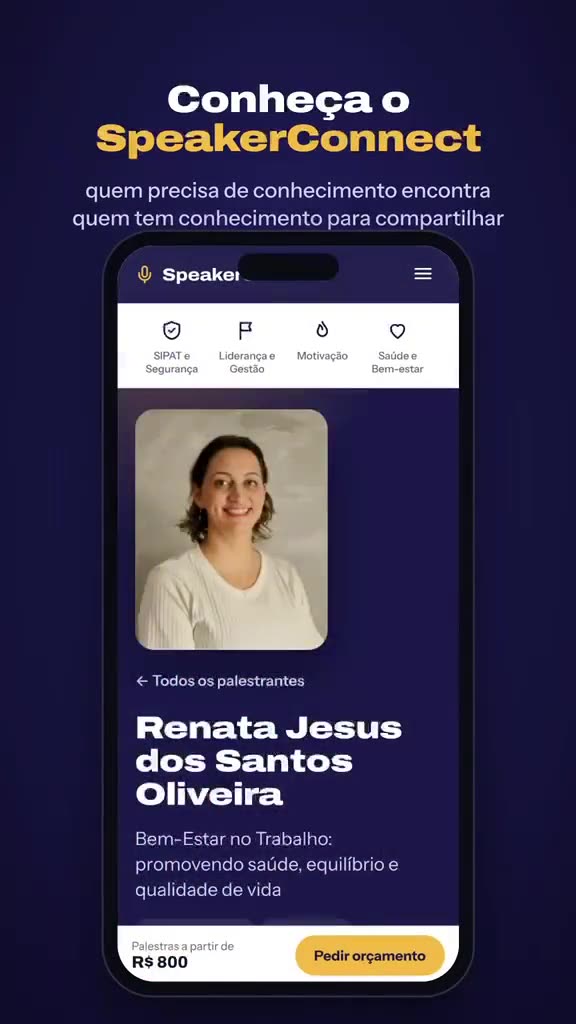 Conheça o
SpeakerConnect
quem precisa de conhecimento encontra
quem tem conhecimento para compartilhar
Speaker
SIPAT e
Segurança
Liderança e
Gestão
Motivação
Saúde e
Bem-estar
← Todos os palestrantes
Renata Jesus
dos Santos
Oliveira
Bem-Estar no Trabalho:
promovendo saúde, equilíbrio e
qualidade de vida
Palestras a partir de
R$ 800
Pedir orçamento